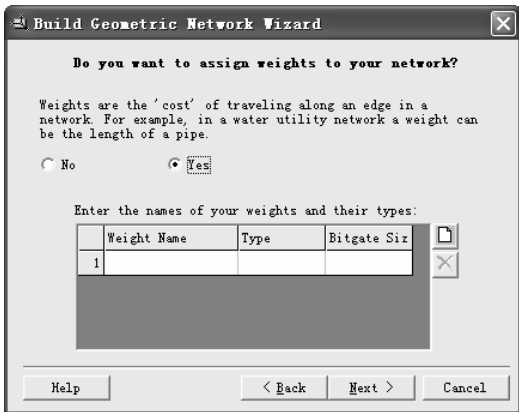 Build Geometric Network Wizard
Do you want to assign weights to your network?
Weights are the 'cost' of traveling along an edge in a
network. For example, in a water utility network a weight can
be the length of a pipe.
No Yes
Enter the names of your weights and their types:
Weight Name Type Bitgate Siz
1
Help < Back Next > Cancel